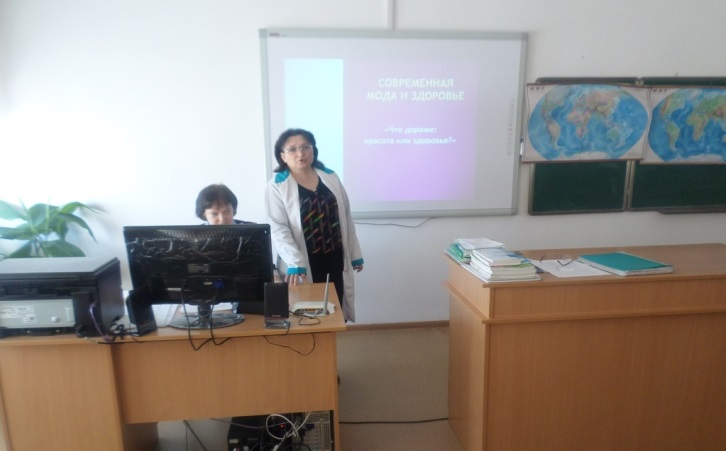 СОВРЕМЕННАЯ
МОДА И ЗДОРОВЬЕ
«Что дороже:
красота или здоровье?»